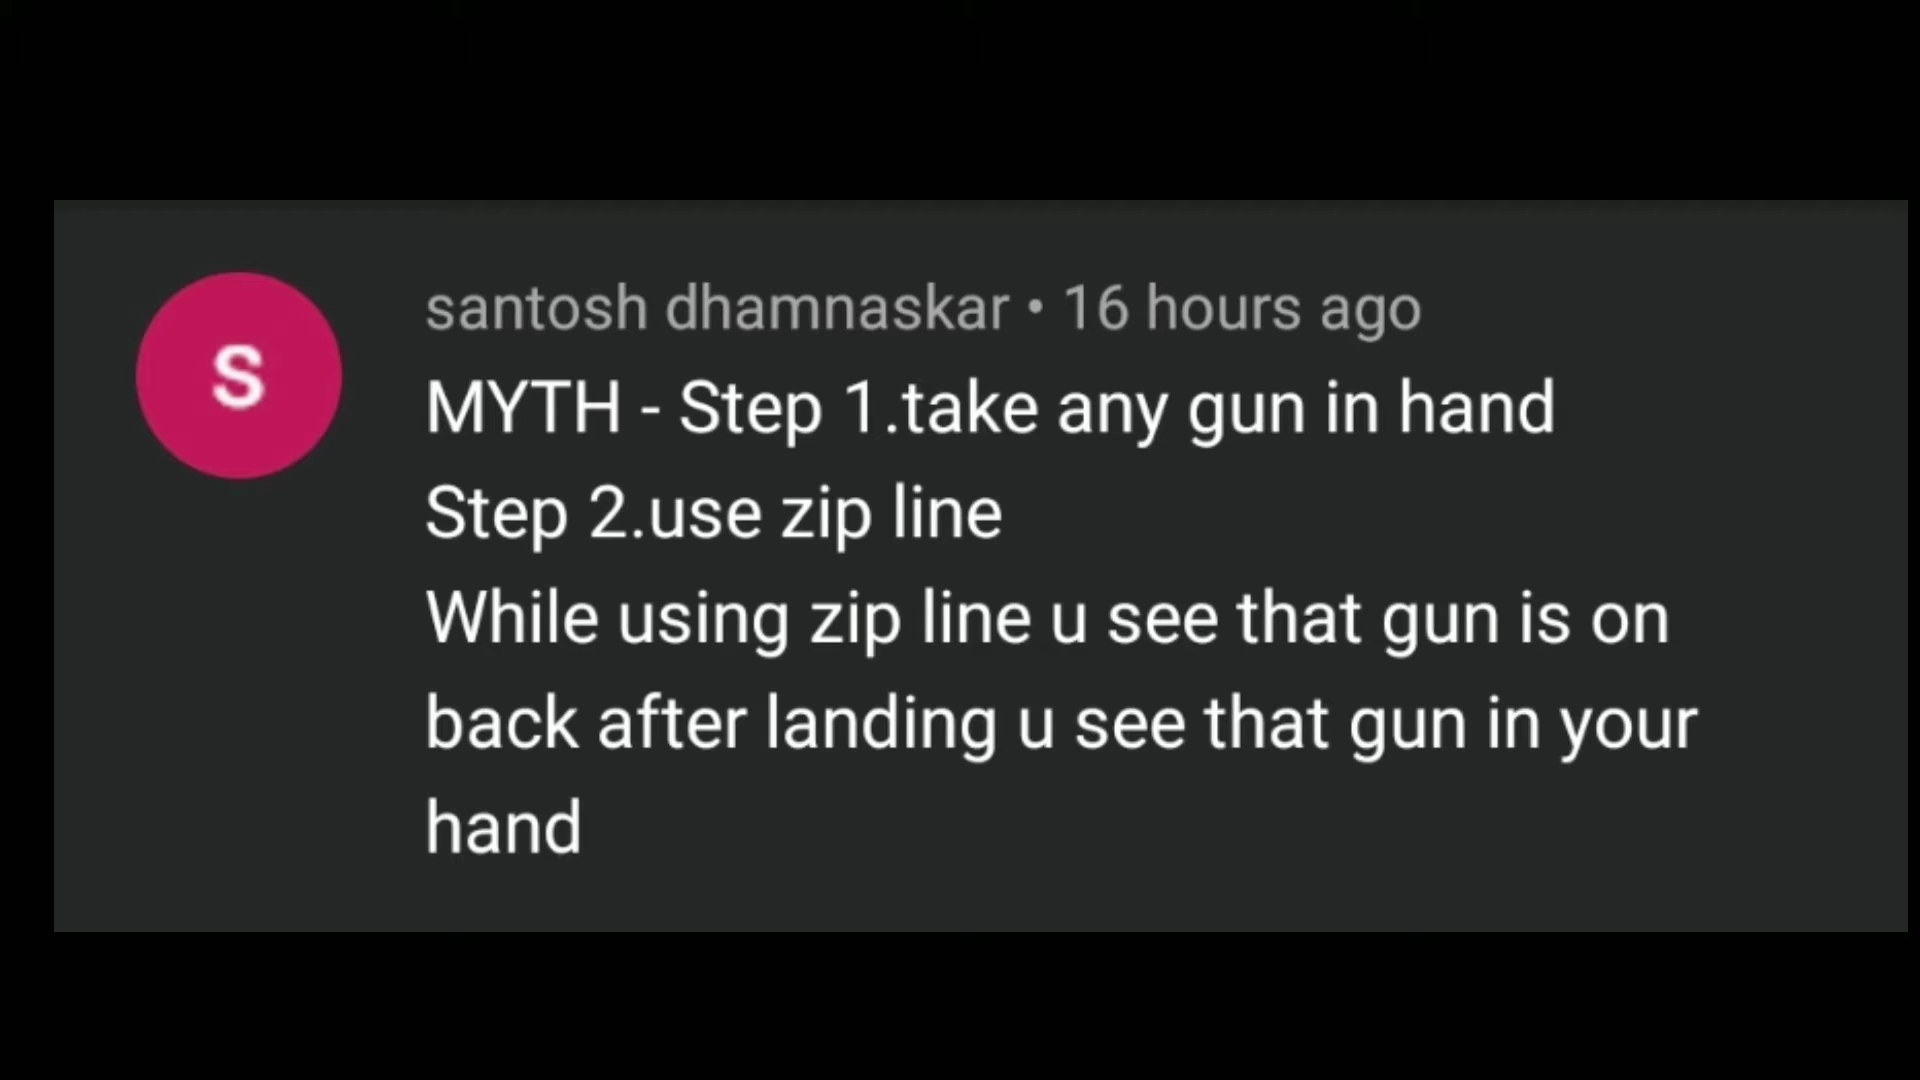 S
santosh dhamnaskar • 16 hours ago
MYTH - Step 1.take any gun in hand
Step 2.use zip line
While using zip line u see that gun is on
back after landing u see that gun in your
hand